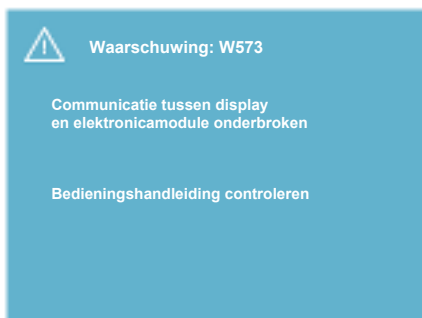 Waarschuwing: W573
Communicatie tussen display
en elektronicamodule onderbroken
Bedieningshandleiding controleren